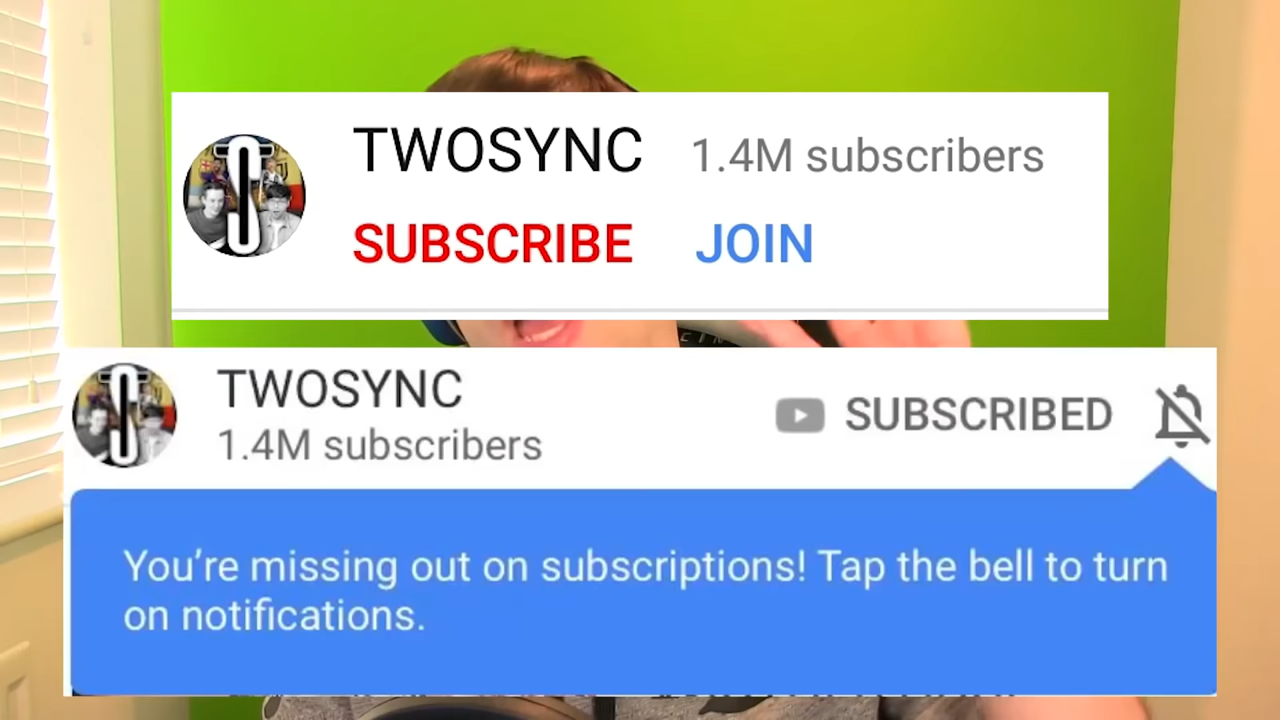 TWOSYNC 1.4M subscribers
SUBSCRIBE JOIN
TWOSYNC
1.4M subscribers
SUBSCRIBED
You’re missing out on subscriptions! Tap the bell to turn
on notifications.